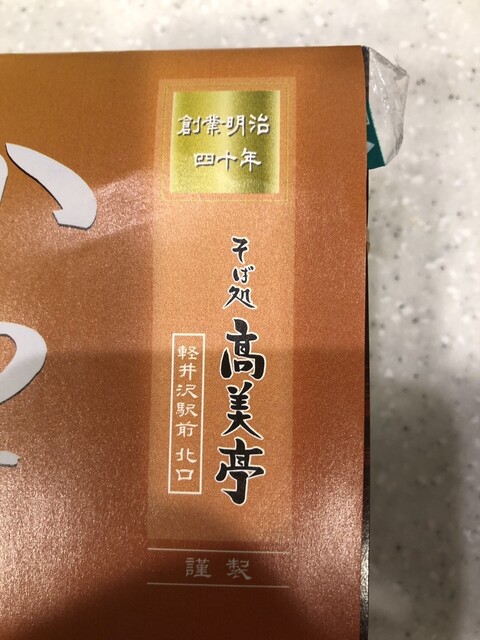 創業明治
四十年
そば処
髙美亭
軽井沢駅前 北口
謹製